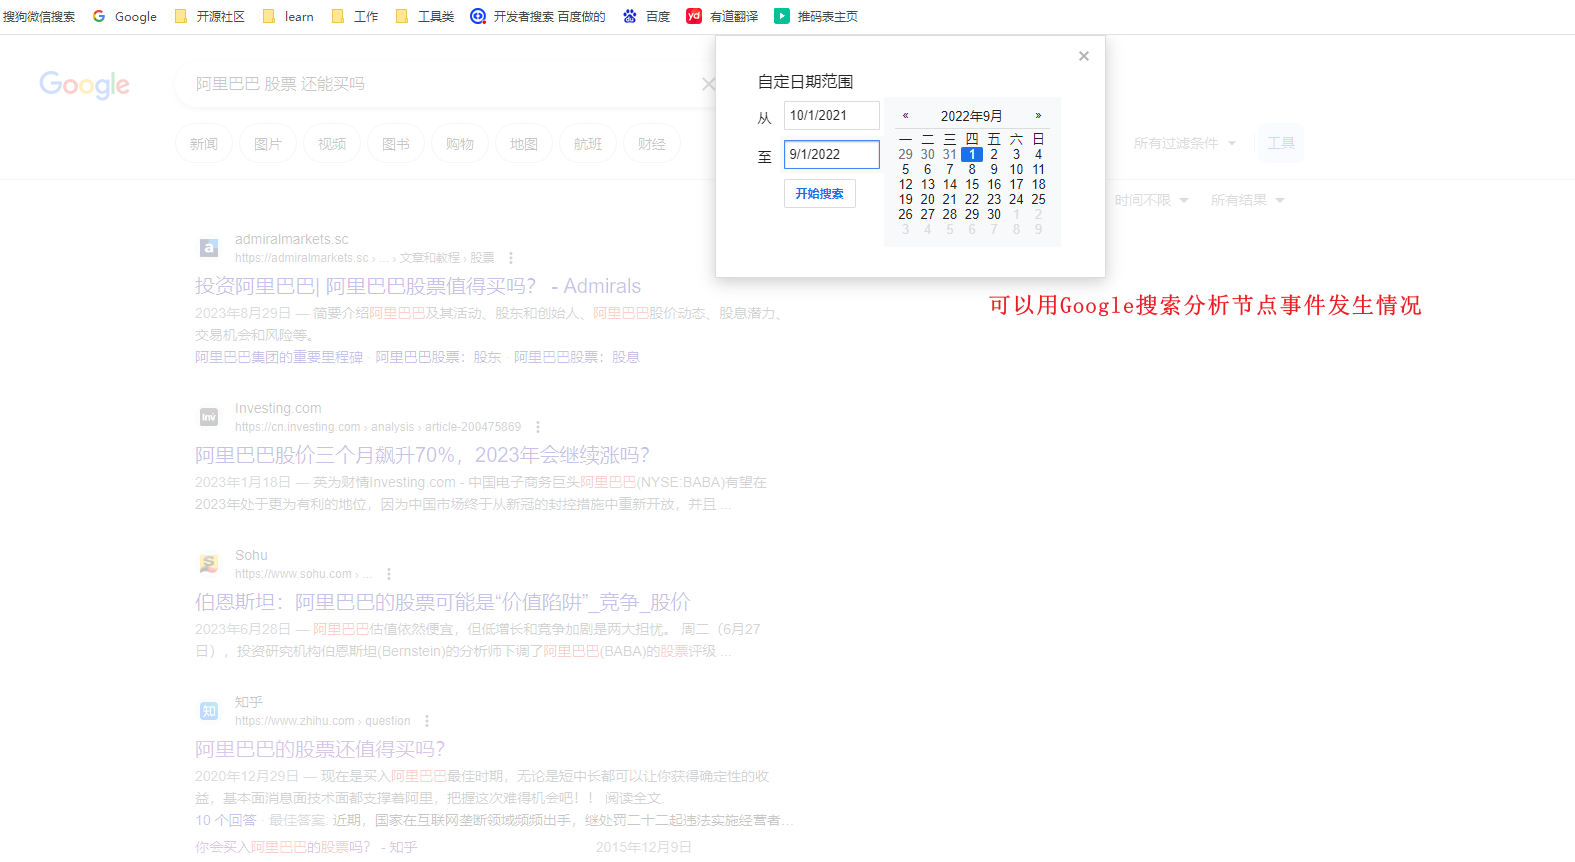 搜狗微信搜索 Google 开源社区 learn 工作 工具类 开发者搜索 百度做的 百度 有道翻译 推码表主页
自定日期范围
从 10/1/2021
至 9/1/2022
开始搜索
« 2022年9月 »
一 二 三 四 五 六 日
29 30 31 1 2 3 4
5 6 7 8 9 10 11
12 13 14 15 16 17 18
19 20 21 22 23 24 25
26 27 28 29 30 1 2
3 4 5 6 7 8 9
Google 阿里巴巴 股票 还能买吗
新闻 图片 视频 图书 购物 地图 航班 财经 所有过滤条件 工具
时间不限 所有结果
可以用Google搜索分析节点事件发生情况
admiralmarkets.sc
https://admiralmarkets.sc › ... › 文章和教程 › 股票
投资阿里巴巴| 阿里巴巴股票值得买吗？ - Admirals
2023年8月29日 — 简要介绍阿里巴巴及其活动、股东和创始人、阿里巴巴股价动态、股息潜力、
交易机会和风险等。
阿里巴巴集团的重要里程碑 · 阿里巴巴股票：股东 · 阿里巴巴股票：股息
Investing.com
https://cn.investing.com › analysis › article-200475869
阿里巴巴股价三个月飙升70%，2023年会继续涨吗？
2023年1月18日 — 英为财情Investing.com - 中国电子商务巨头阿里巴巴(NYSE:BABA)有望在
2023年处于更为有利的地位，因为中国市场终于从新冠的封控措施中重新开放，并且 ...
Sohu
https://www.sohu.com › ...
伯恩斯坦：阿里巴巴的股票可能是“价值陷阱”_竞争_股价
2023年6月28日 — 阿里巴巴估值依然便宜，但低增长和竞争加剧是两大担忧。 周二（6月27
日），投资研究机构伯恩斯坦(Bernstein)的分析师下调了阿里巴巴(BABA)的股票评级 ...
知乎
https://www.zhihu.com › question
阿里巴巴的股票还值得买吗？
2020年12月29日 — 现在是买入阿里巴巴最佳时期，无论是短中长都可以让你获得确定性的收
益，基本面消息面技术面都支撑着阿里，把握这次难得机会吧！！ 阅读全文.
10 个回答 · 最佳答案: 近期，国家在互联网垄断领域频频出手，继处罚二十二起违法实施经营者...
你会买入阿里巴巴的股票吗？ - 知乎 2015年12月9日